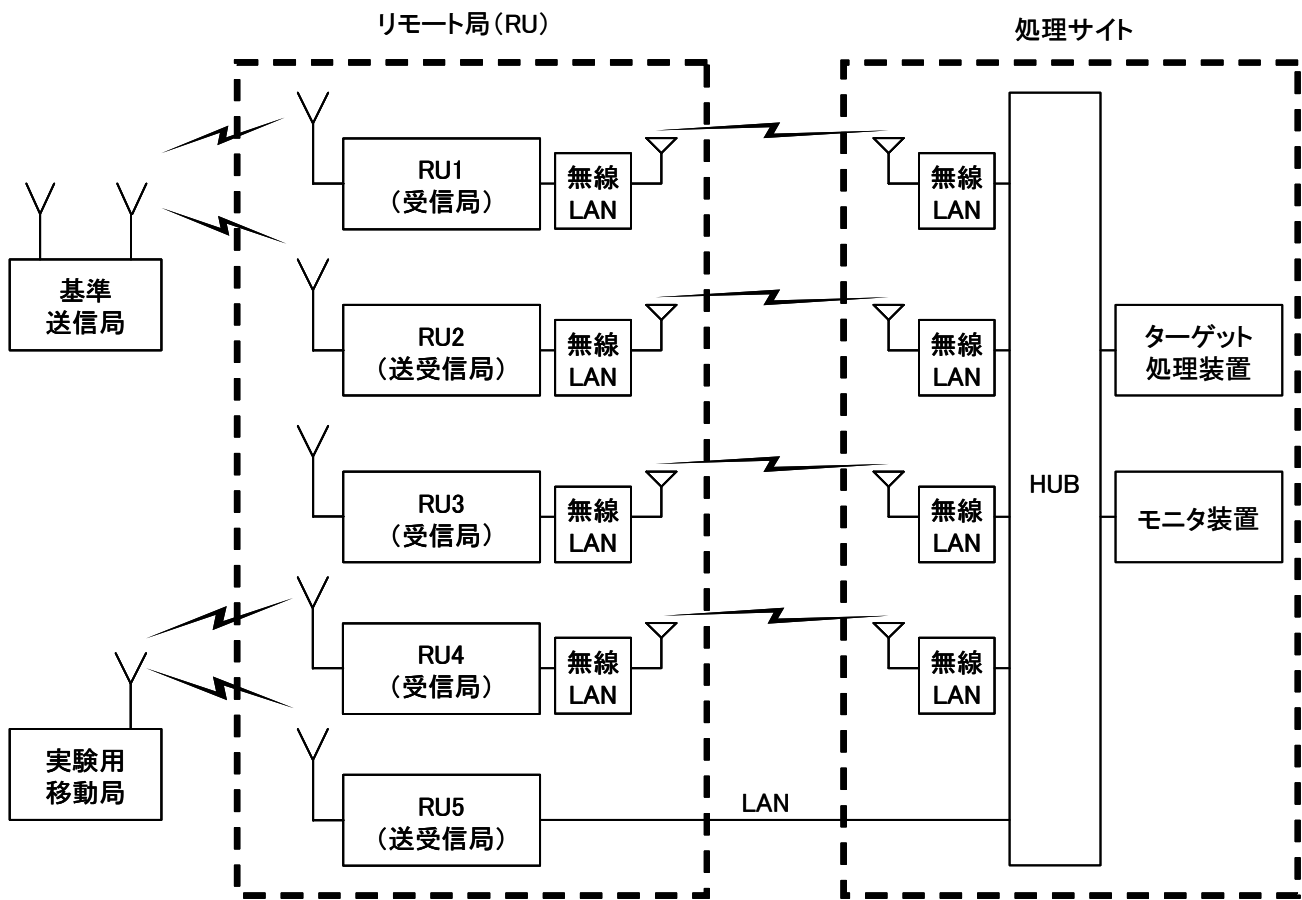 リモート局(RU)
処理サイト
RU1
(受信局)
無線
LAN
無線
LAN
基準
送信局
RU2
(送受信局)
無線
LAN
無線
LAN
ターゲット
処理装置
RU3
(受信局)
無線
LAN
無線
LAN
HUB
モニタ装置
RU4
(受信局)
無線
LAN
無線
LAN
実験用
移動局
RU5
(送受信局)
LAN